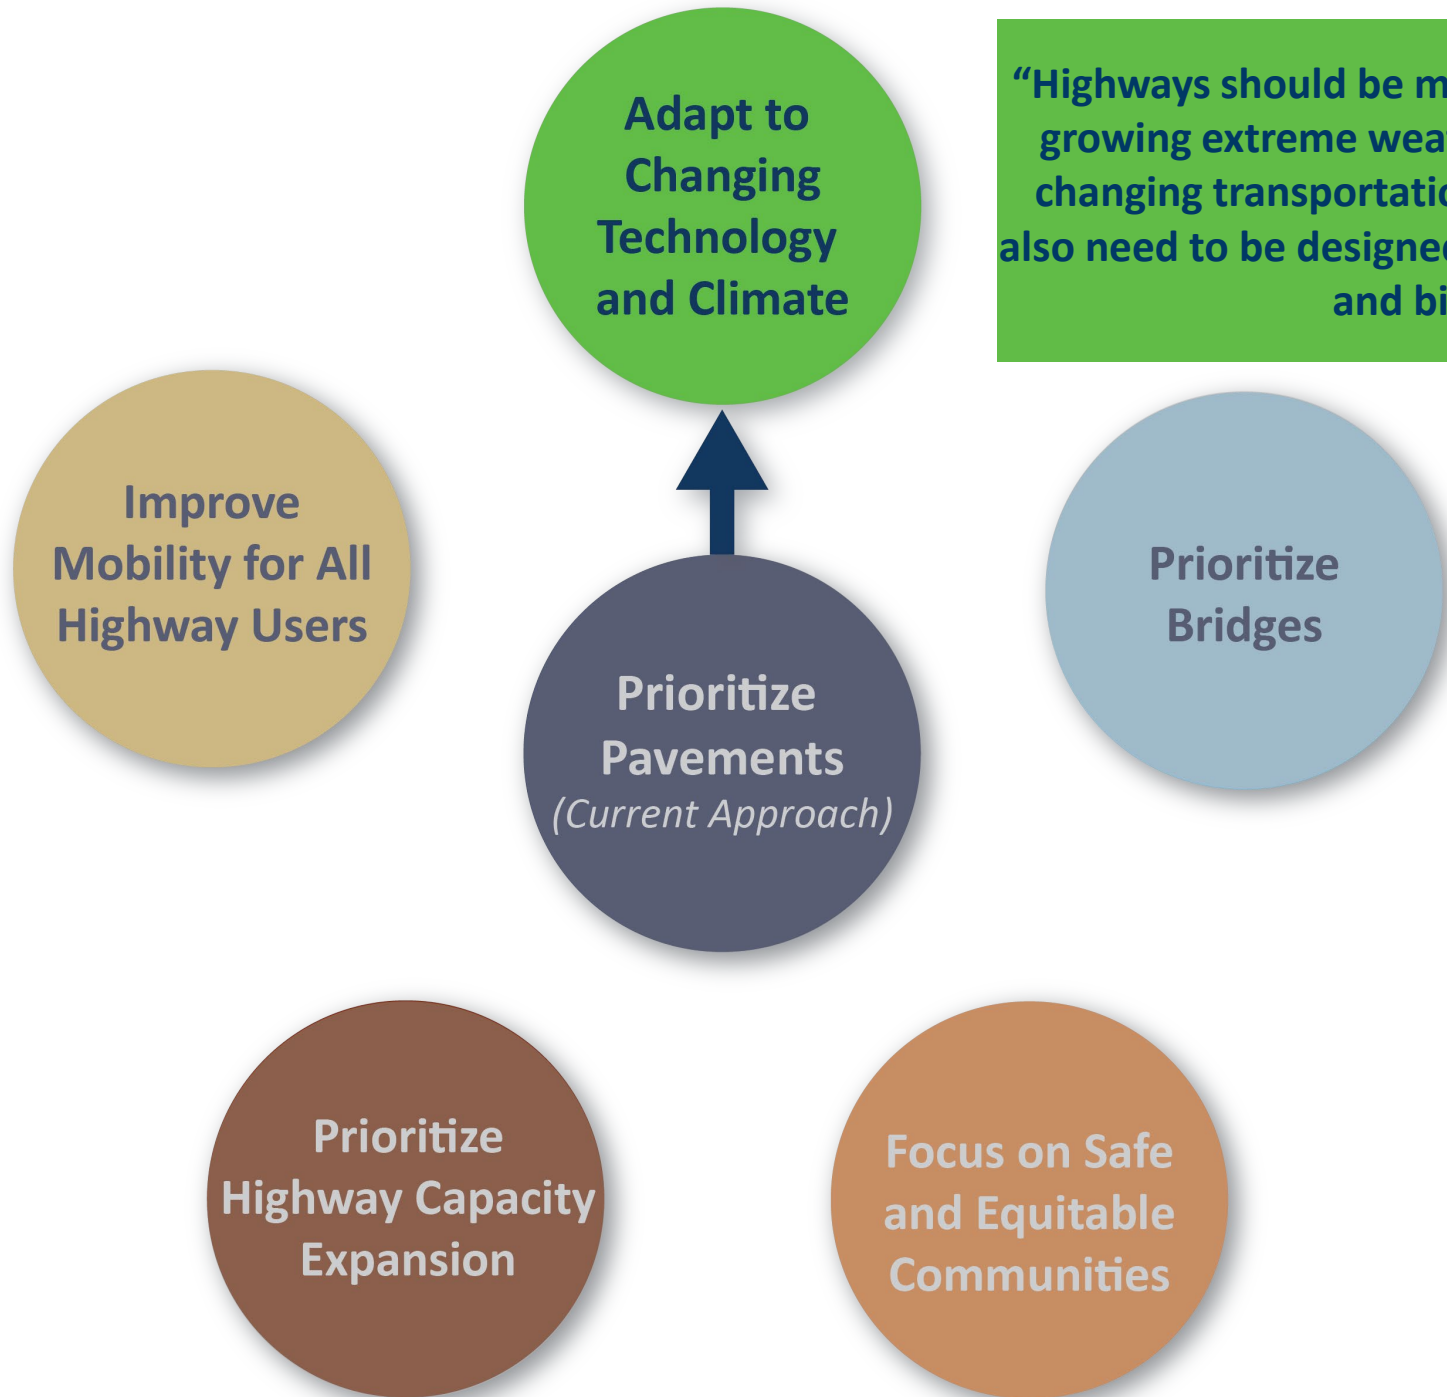 Adapt to
Changing
Technology
and Climate
“Highways should be m
growing extreme weat
changing transportatio
also need to be designed
and bi
Improve
Mobility for All
Highway Users
Prioritize
Bridges
Prioritize
Pavements
(Current Approach)
Prioritize
Highway Capacity
Expansion
Focus on Safe
and Equitable
Communities